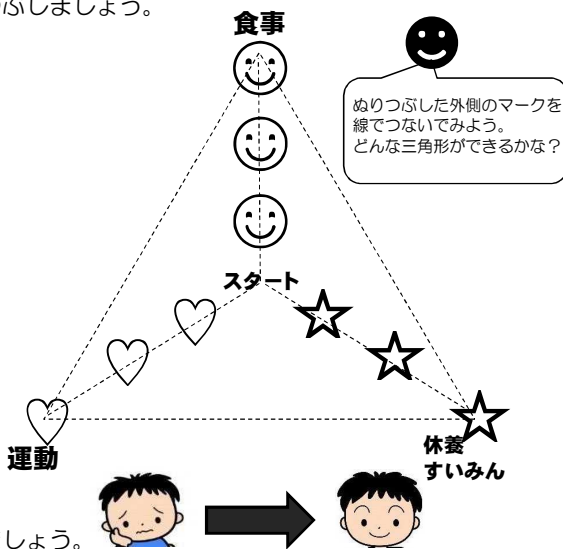 ぶしましょう。
食事
ぬりつぶした外側のマークを
線でつないでみよう。
どんな三角形ができるかな？
スタート
運動
休養
すいみん
しょう。